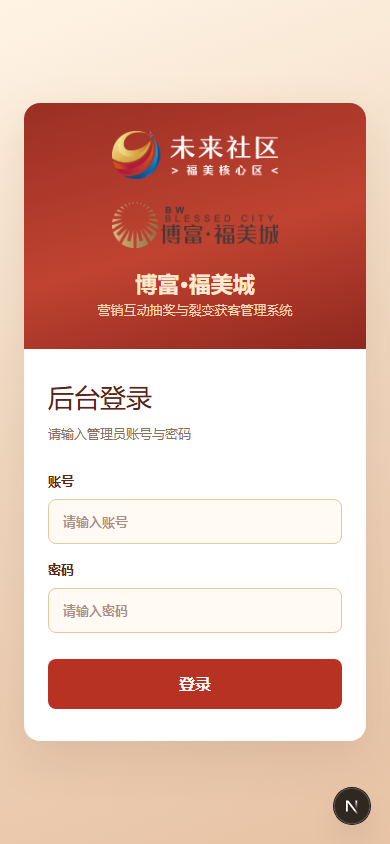 未来社区
> 福美核心区 <
BW
BLESSED CITY
博富·福美城
博富·福美城
营销互动抽奖与裂变获客管理系统
后台登录
请输入管理员账号与密码
账号
请输入账号
密码
请输入密码
登录
N